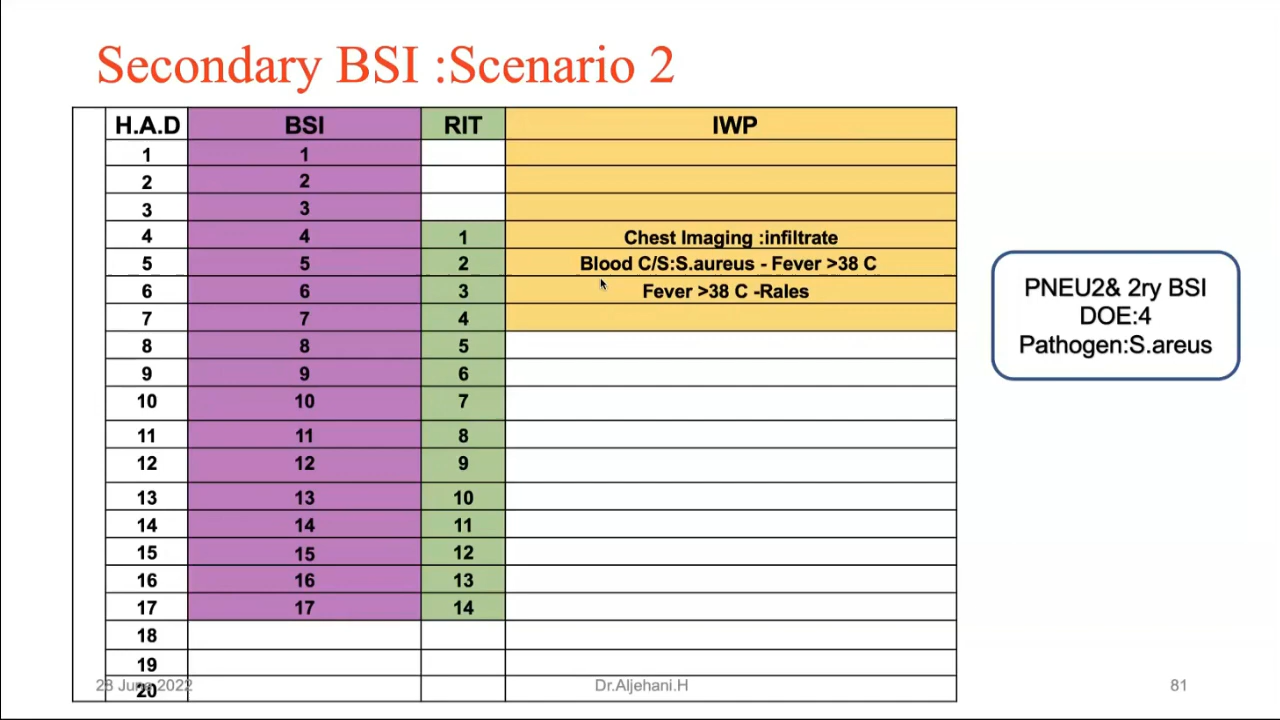 Secondary BSI :Scenario 2
H.A.D BSI RIT IWP
1 1
2 2
3 3
4 4 1 Chest Imaging :infiltrate
5 5 2 Blood C/S:S.aureus - Fever >38 C
6 6 3 Fever >38 C -Rales
7 7 4
8 8 5
9 9 6
10 10 7
11 11 8
12 12 9
13 13 10
14 14 11
15 15 12
16 16 13
17 17 14
18
19
20
PNEU2& 2ry BSI
DOE:4
Pathogen:S.areus
28 June 2022 Dr.Aljehani.H 81